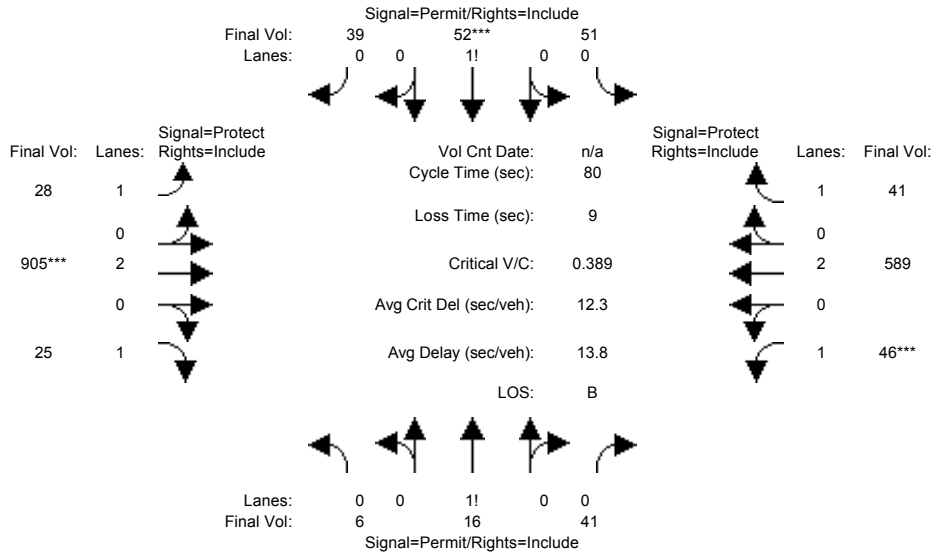 Signal=Permit/Rights=Include
Final Vol: 39 52*** 51
Lanes: 0 0 1! 0 0
Signal=Protect Signal=Protect
Final Vol: Lanes: Rights=Include Vol Cnt Date: n/a Rights=Include Lanes: Final Vol:
Cycle Time (sec): 80
28 1 1 41
Loss Time (sec): 9
0 0
905*** 2 Critical V/C: 0.389 2 589
0 Avg Crit Del (sec/veh): 12.3 0
25 1 Avg Delay (sec/veh): 13.8 1 46***
LOS: B
Lanes: 0 0 1! 0 0
Final Vol: 6 16 41
Signal=Permit/Rights=Include